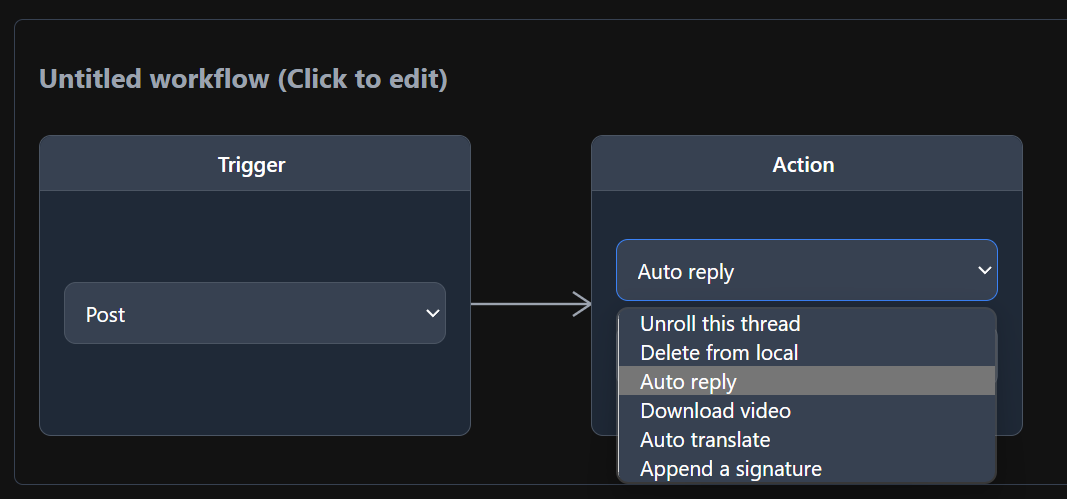 Untitled workflow (Click to edit)
Trigger
Action
Post
Auto reply
Unroll this thread
Delete from local
Auto reply
Download video
Auto translate
Append a signature